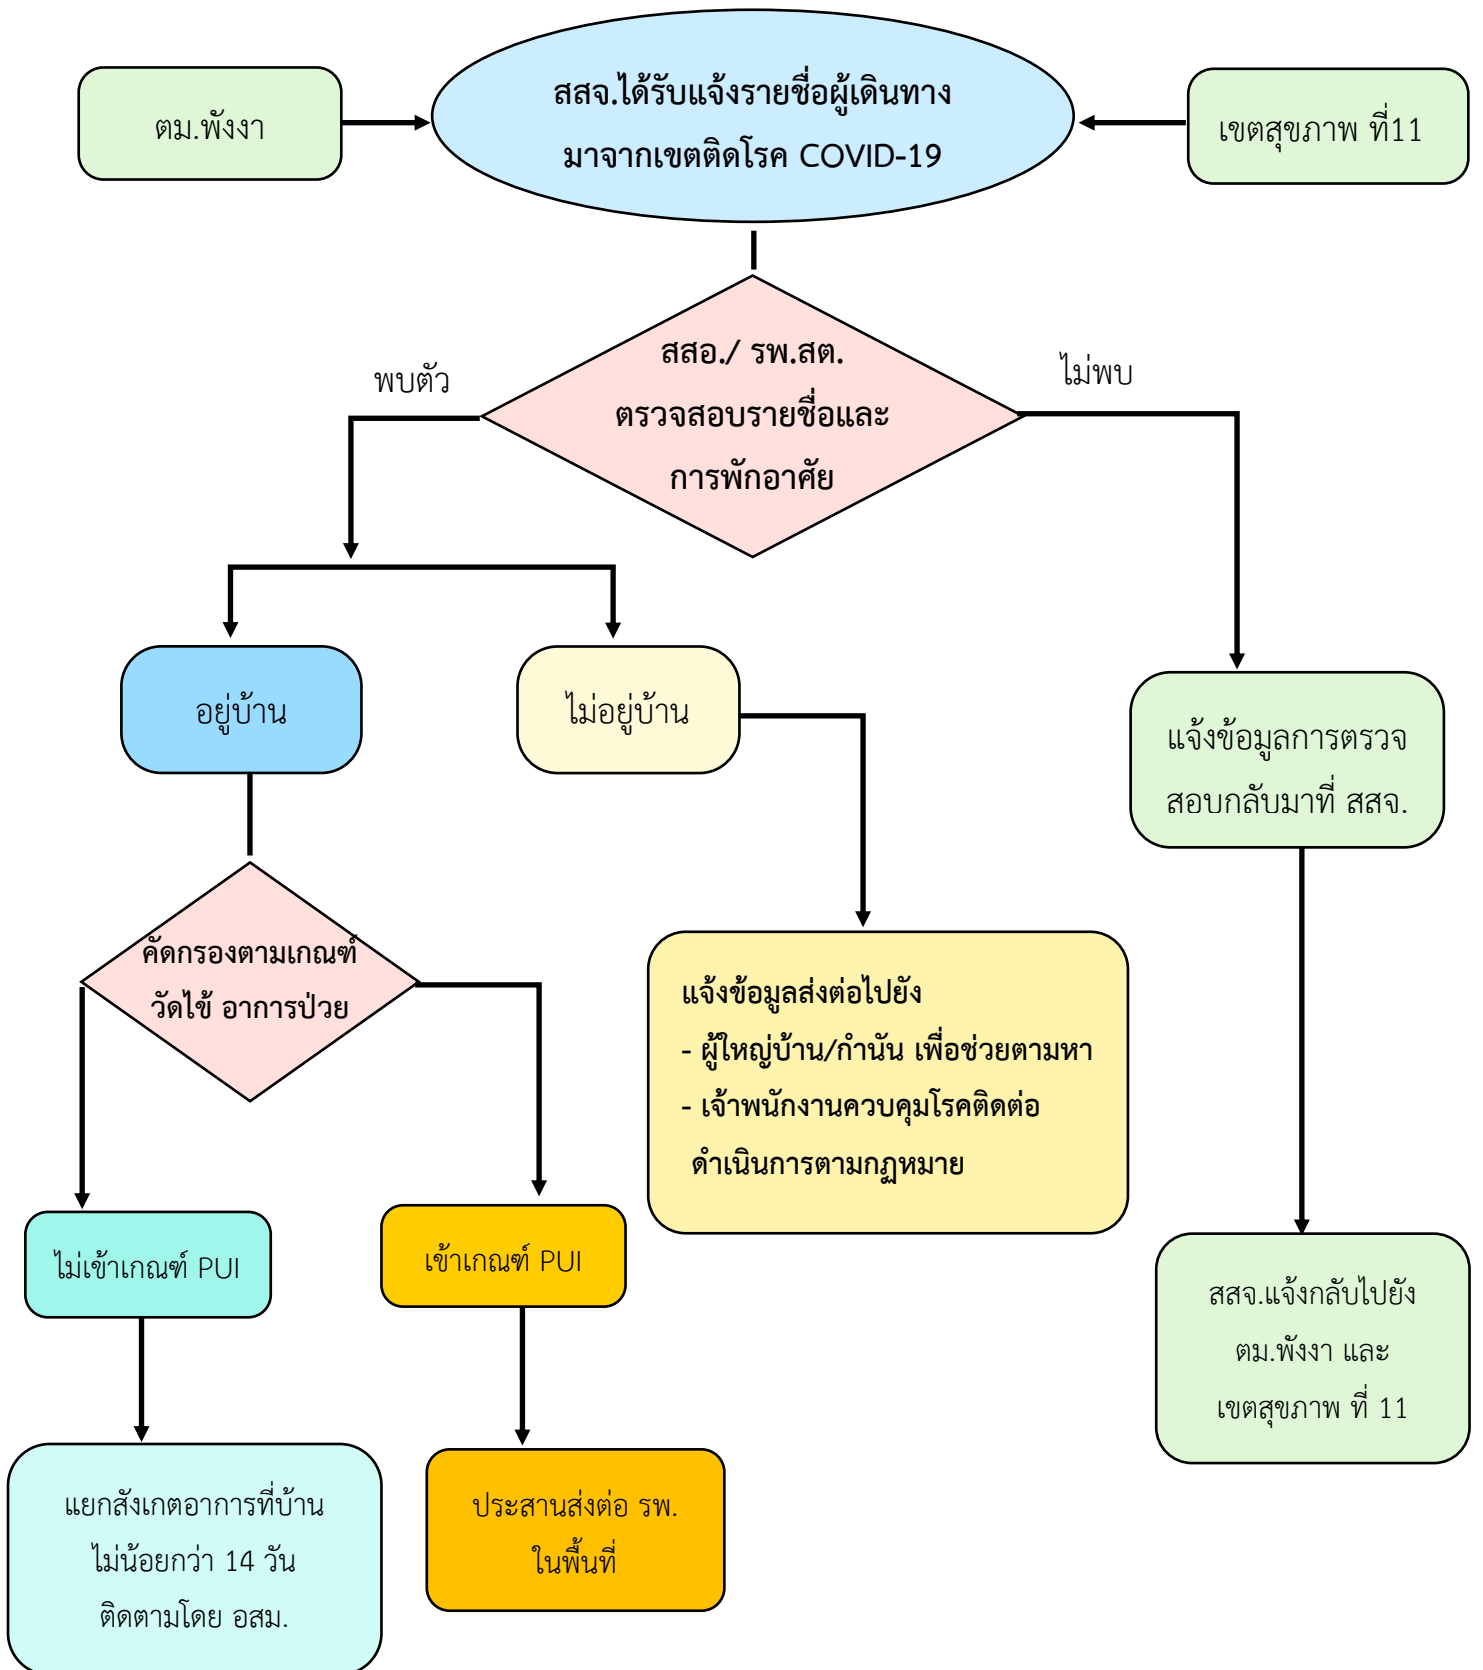 ตม.พังงา
สสจ.ได้รับแจ้งรายชื่อผู้เดินทาง
มาจากเขตติดโรค COVID-19
เขตสุขภาพ ที่11
พบตัว
สสอ./ รพ.สต.
ตรวจสอบรายชื่อและ
การพักอาศัย
ไม่พบ
อยู่บ้าน
ไม่อยู่บ้าน
แจ้งข้อมูลการตรวจ
สอบกลับมาที่ สสจ.
คัดกรองตามเกณฑ์
วัดไข้ อาการป่วย
แจ้งข้อมูลส่งต่อไปยัง
- ผู้ใหญ่บ้าน/กำนัน เพื่อช่วยตามหา
- เจ้าพนักงานควบคุมโรคติดต่อ
ดำเนินการตามกฏหมาย
ไม่เข้าเกณฑ์ PUI
เข้าเกณฑ์ PUI
สสจ.แจ้งกลับไปยัง
ตม.พังงา และ
เขตสุขภาพ ที่ 11
แยกสังเกตอาการที่บ้าน
ไม่น้อยกว่า 14 วัน
ติดตามโดย อสม.
ประสานส่งต่อ รพ.
ในพื้นที่